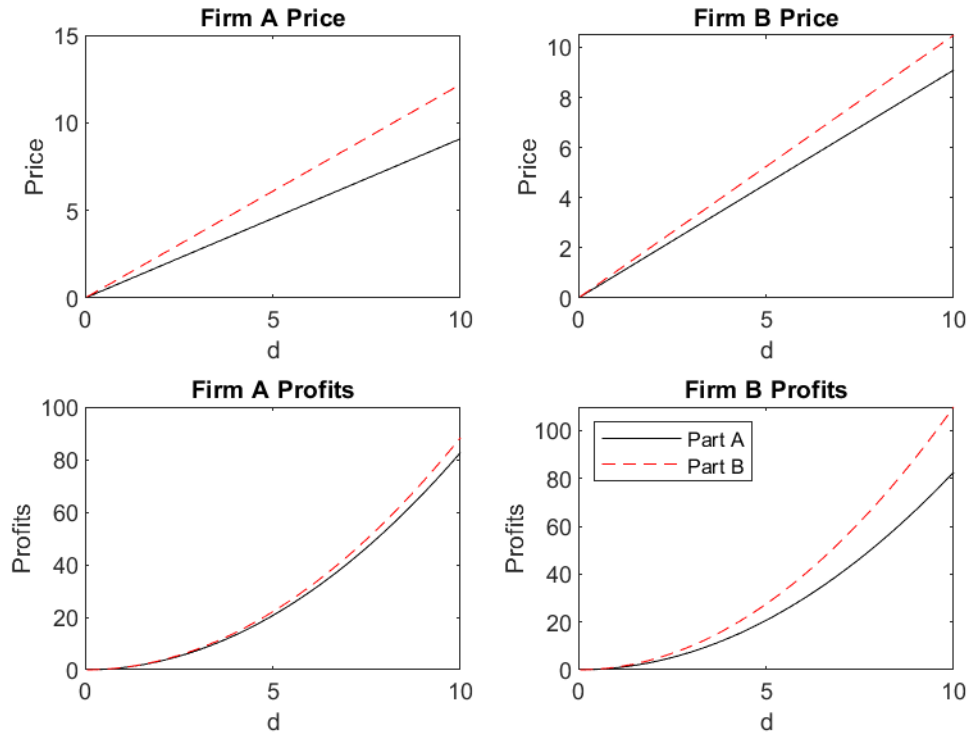 Firm A Price
15
10
5
0
Price
0 5 10
d
Firm B Price
10
8
6
4
2
0
Price
0 5 10
d
Firm A Profits
100
80
60
40
20
0
Profits
0 5 10
d
Firm B Profits
100
80
60
40
20
0
Profits
Part A
Part B
0 5 10
d